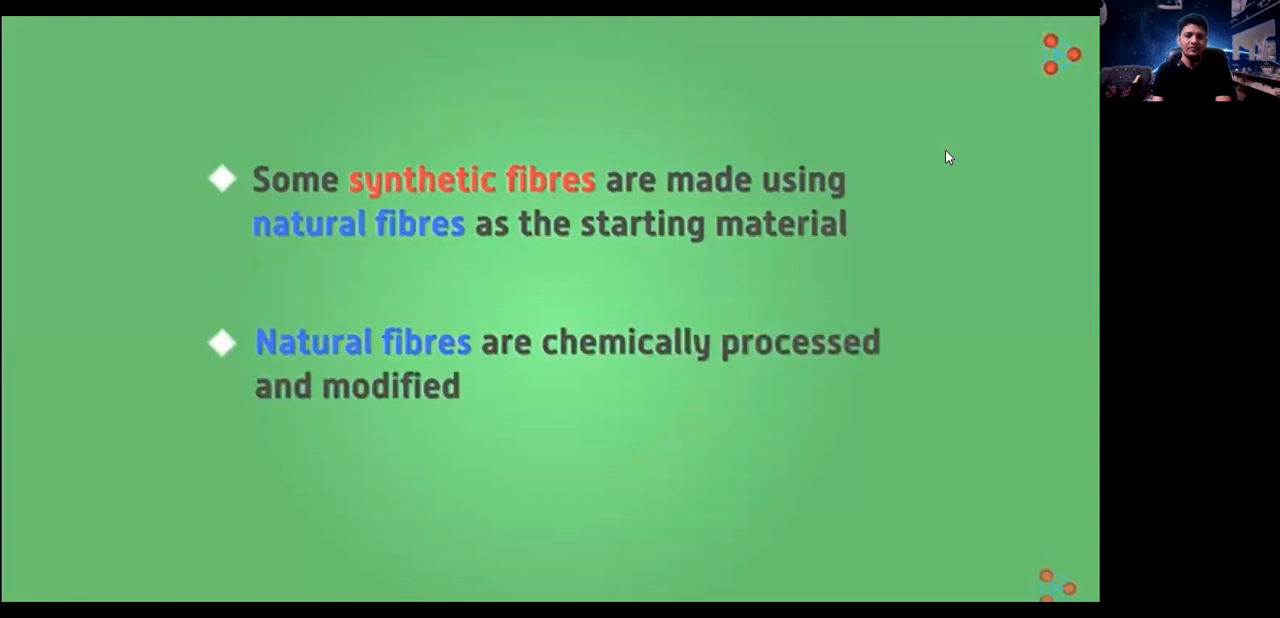 Some synthetic fibres are made using
natural fibres as the starting material
Natural fibres are chemically processed
and modified